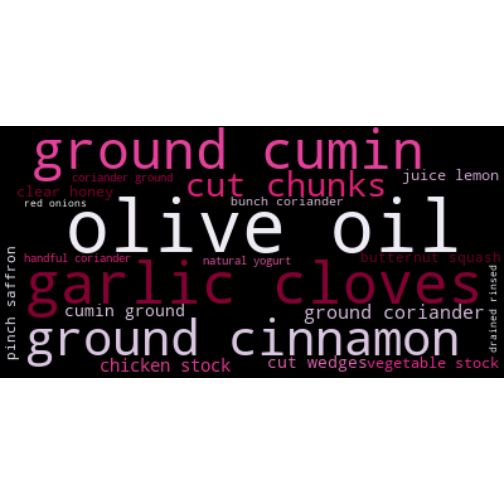 ground cumin
coriander ground
juice lemon
clear honey
cut chunks
red onions
bunch coriander
olive oil
handful coriander
natural yogurt
butternut squash
garlic cloves
pinch saffron
drained rinsed
cumin ground
ground coriander
ground cinnamon
chicken stock
cut wedges
vegetable stock